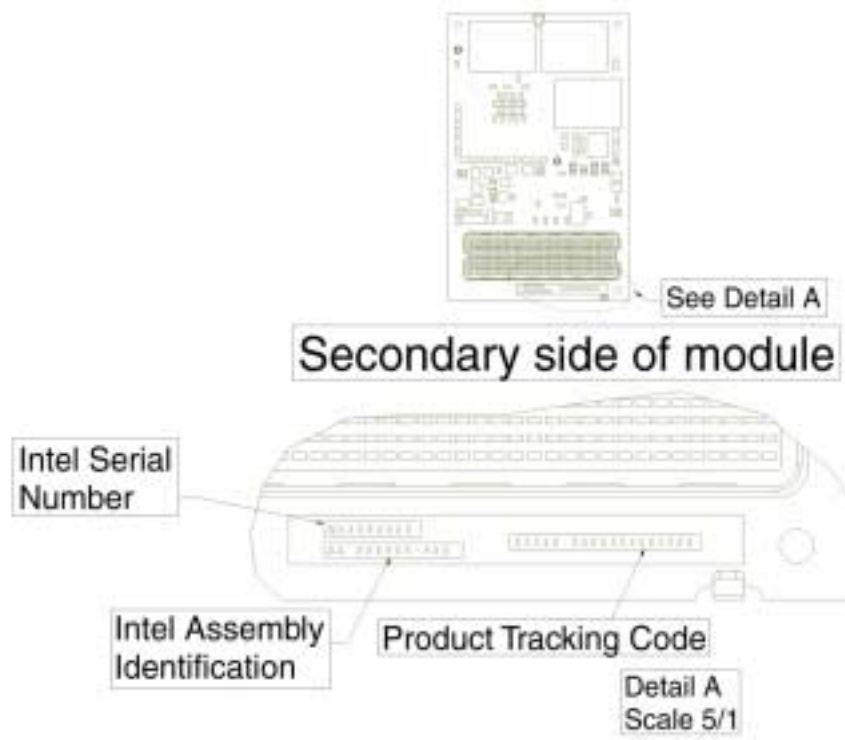 See Detail A
Secondary side of module
Intel Serial
Number
Intel Assembly
Identification
Product Tracking Code
Detail A
Scale 5/1